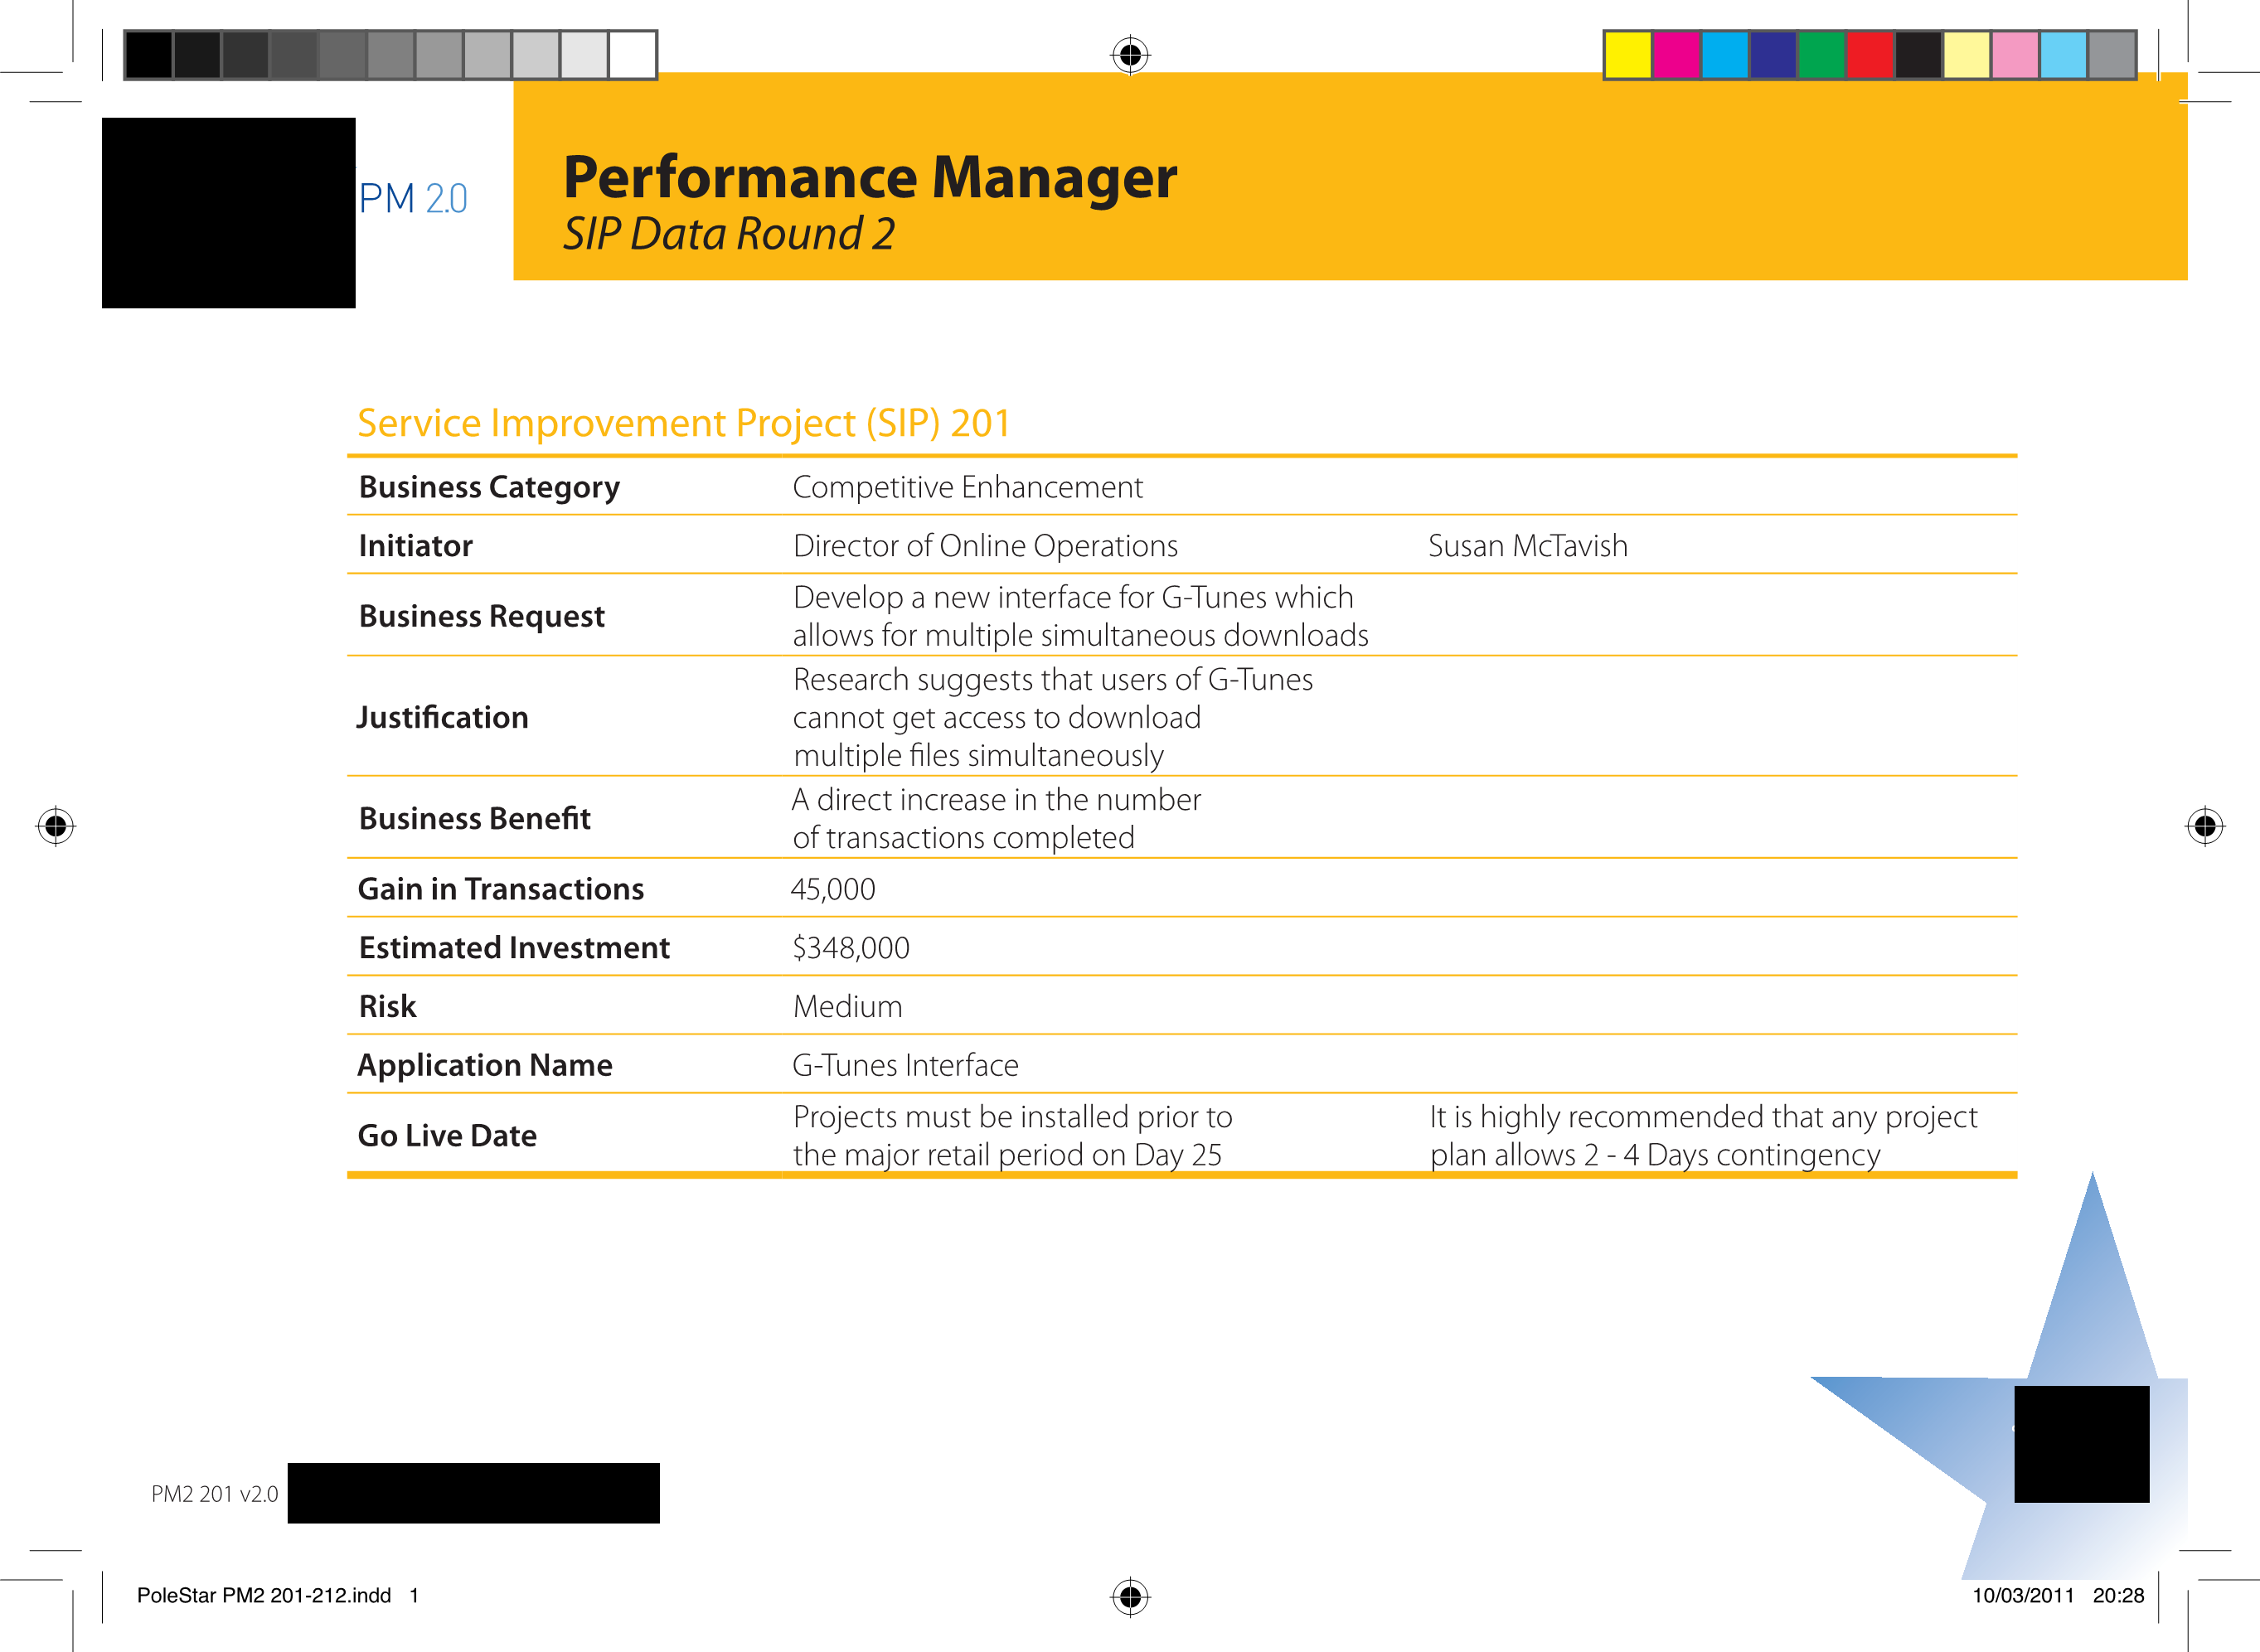 PM 2.0
Performance Manager
SIP Data Round 2
Service Improvement Project (SIP) 201
Business Category Competitive Enhancement
Initiator Director of Online Operations Susan McTavish
Business Request Develop a new interface for G-Tunes which
allows for multiple simultaneous downloads
Justification Research suggests that users of G-Tunes
cannot get access to download
multiple files simultaneously
Business Benefit A direct increase in the number
of transactions completed
Gain in Transactions 45,000
Estimated Investment $348,000
Risk Medium
Application Name G-Tunes Interface
Go Live Date Projects must be installed prior to
the major retail period on Day 25
It is highly recommended that any project
plan allows 2 - 4 Days contingency
PM2 201 v2.0
PoleStar PM2 201-212.indd 1
10/03/2011 20:28